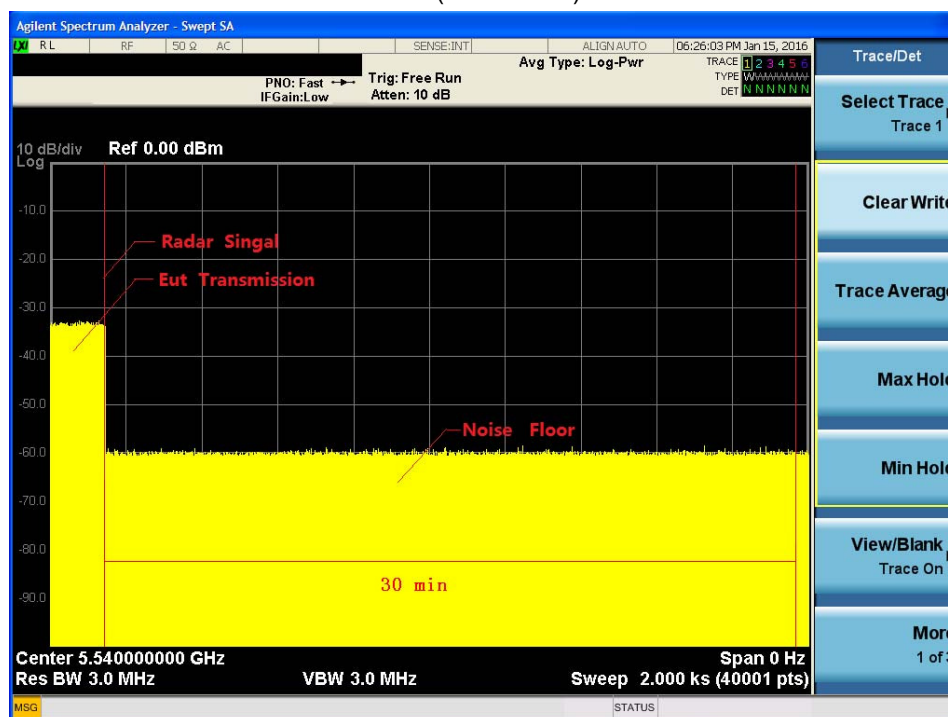 Agilent Spectrum Analyzer - Swept SA
LXI RL RF 50 Ω AC SENSE:INT ALIGN AUTO 06:26:03 PM Jan 15, 2016
Avg Type: Log-Pwr
TRACE 1 2 3 4 5 6
TYPE WWWWWW
DET N N N N N N
PNO: Fast
IFGain:Low
Trig: Free Run
Atten: 10 dB
10 dB/div
Log
Ref 0.00 dBm
-10.0
Radar Singal
-20.0
Eut Transmission
-30.0
-40.0
-50.0
Noise Floor
-60.0
-70.0
-80.0
30 min
-90.0
Center 5.540000000 GHz
Span 0 Hz
Res BW 3.0 MHz
VBW 3.0 MHz
Sweep 2.000 ks (40001 pts)
MSG
STATUS
Trace/Det
Select Trace
Trace 1
Clear Write
Trace Average
Max Hold
Min Hold
View/Blank
Trace On
More
1 of 3